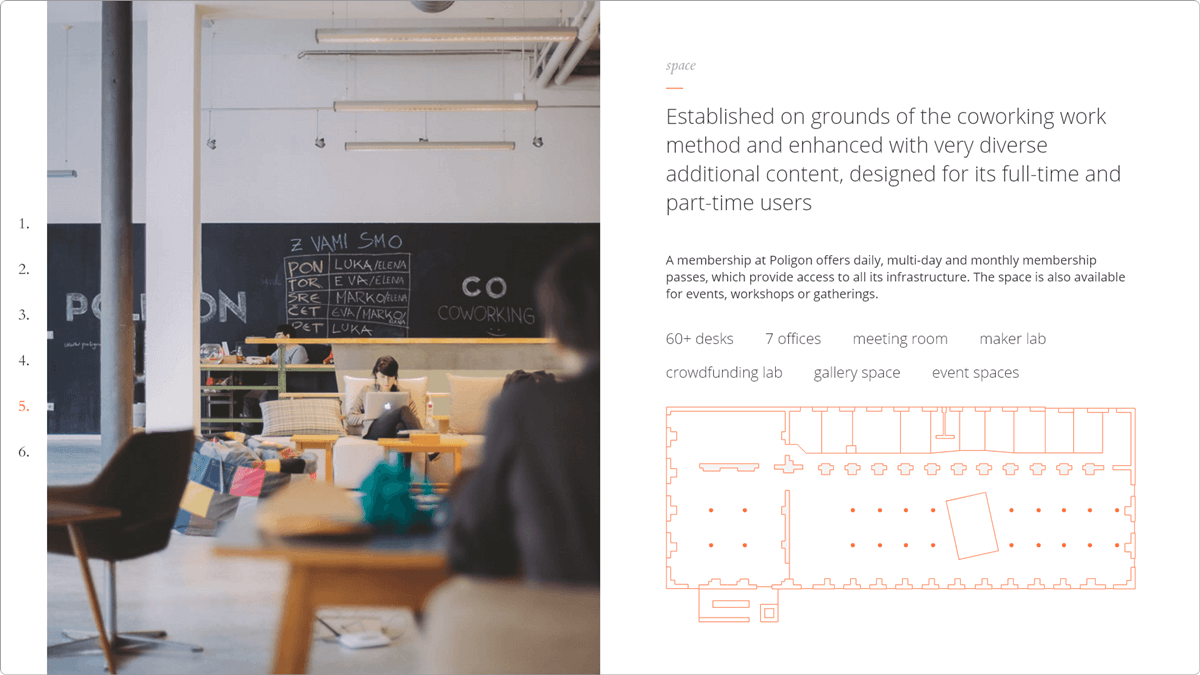 1.
2.
3.
4.
5.
6.
Z VAMI SMO
PON LUKA/ELENA
TOR EVA/ELENA
SRE MARKO/ELENA
ČET EVA/MARKO/ELENA
PET LUKA
POLIGON
CO
COWORKING
space
Established on grounds of the coworking work
method and enhanced with very diverse
additional content, designed for its full-time and
part-time users
A membership at Poligon offers daily, multi-day and monthly membership
passes, which provide access to all its infrastructure. The space is also available
for events, workshops or gatherings.
60+ desks 7 offices meeting room maker lab
crowdfunding lab gallery space event spaces